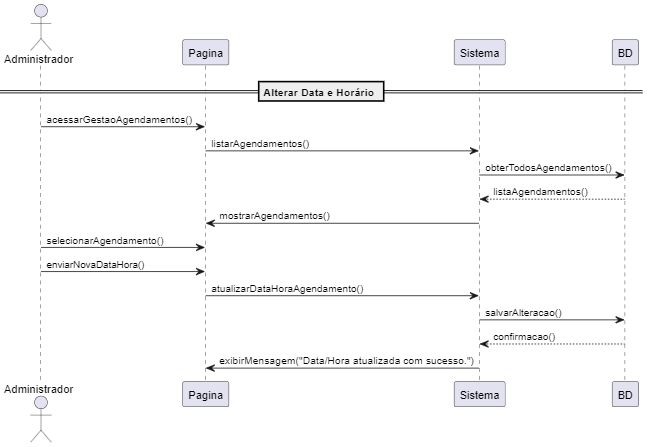 Administrador
Pagina
Sistema
BD
Alterar Data e Horário
acessarGestaoAgendamentos()
listarAgendamentos()
obterTodosAgendamentos()
listaAgendamentos()
mostrarAgendamentos()
selecionarAgendamento()
enviarNovaDataHora()
atualizarDataHoraAgendamento()
salvarAlteracao()
confirmacao()
exibirMensagem("Data/Hora atualizada com sucesso.")
Administrador
Pagina
Sistema
BD